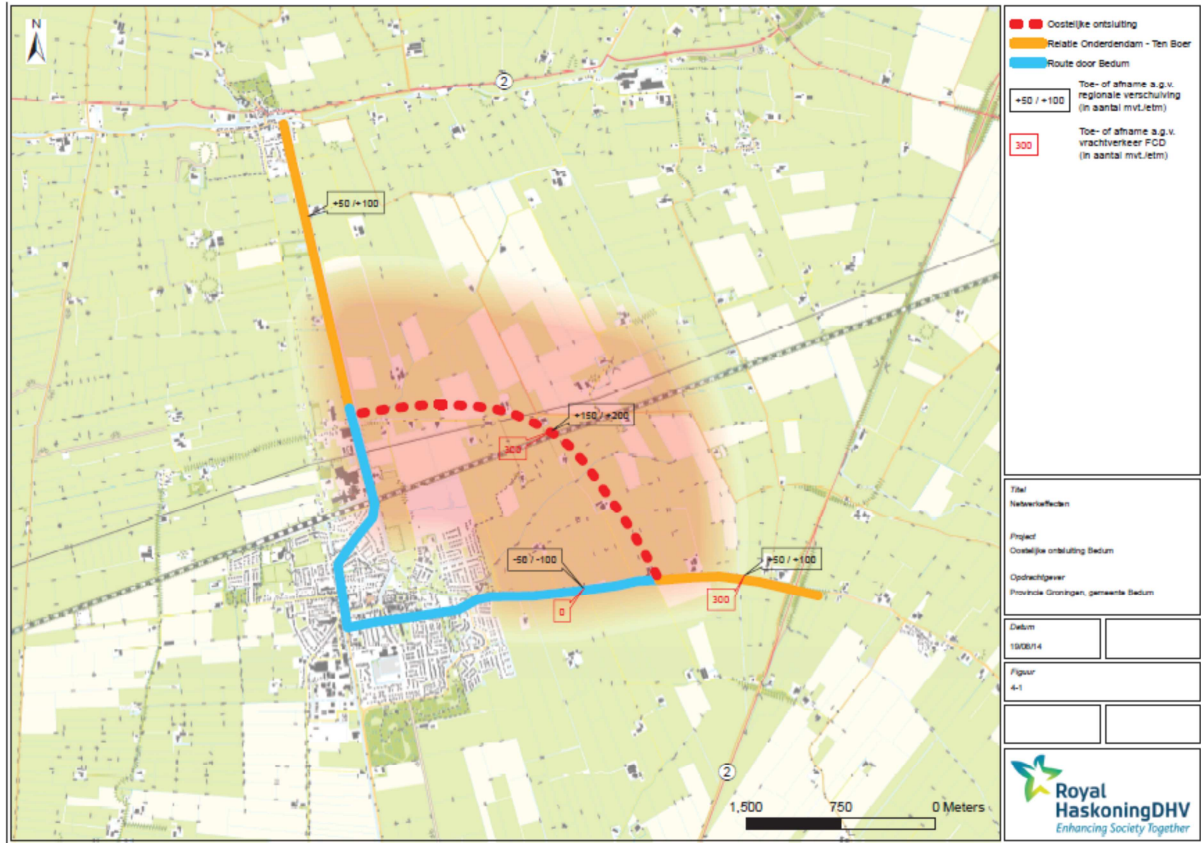 N
2
+50 /+100
+150 / +200
300
-50 / -100
0
+50 / +100
300
2
1,500 750 0 Meters
Oostelijke ontsluiting
Relatie Onderdendam - Ten Boer
Route door Bedum
+50 / +100
Toe- of afname a.g.v.
regionale verschuiving
(in aantal mvt./etm)
300
Toe- of afname a.g.v.
vrachtverkeer FCD
(in aantal mvt./etm)
Titel
Netwerkeffecten
Project
Oostelijke ontsluiting Bedum
Opdrachtgever
Provincie Groningen, gemeente Bedum
Datum
19/08/14
Figuur
4-1
Royal
HaskoningDHV
Enhancing Society Together